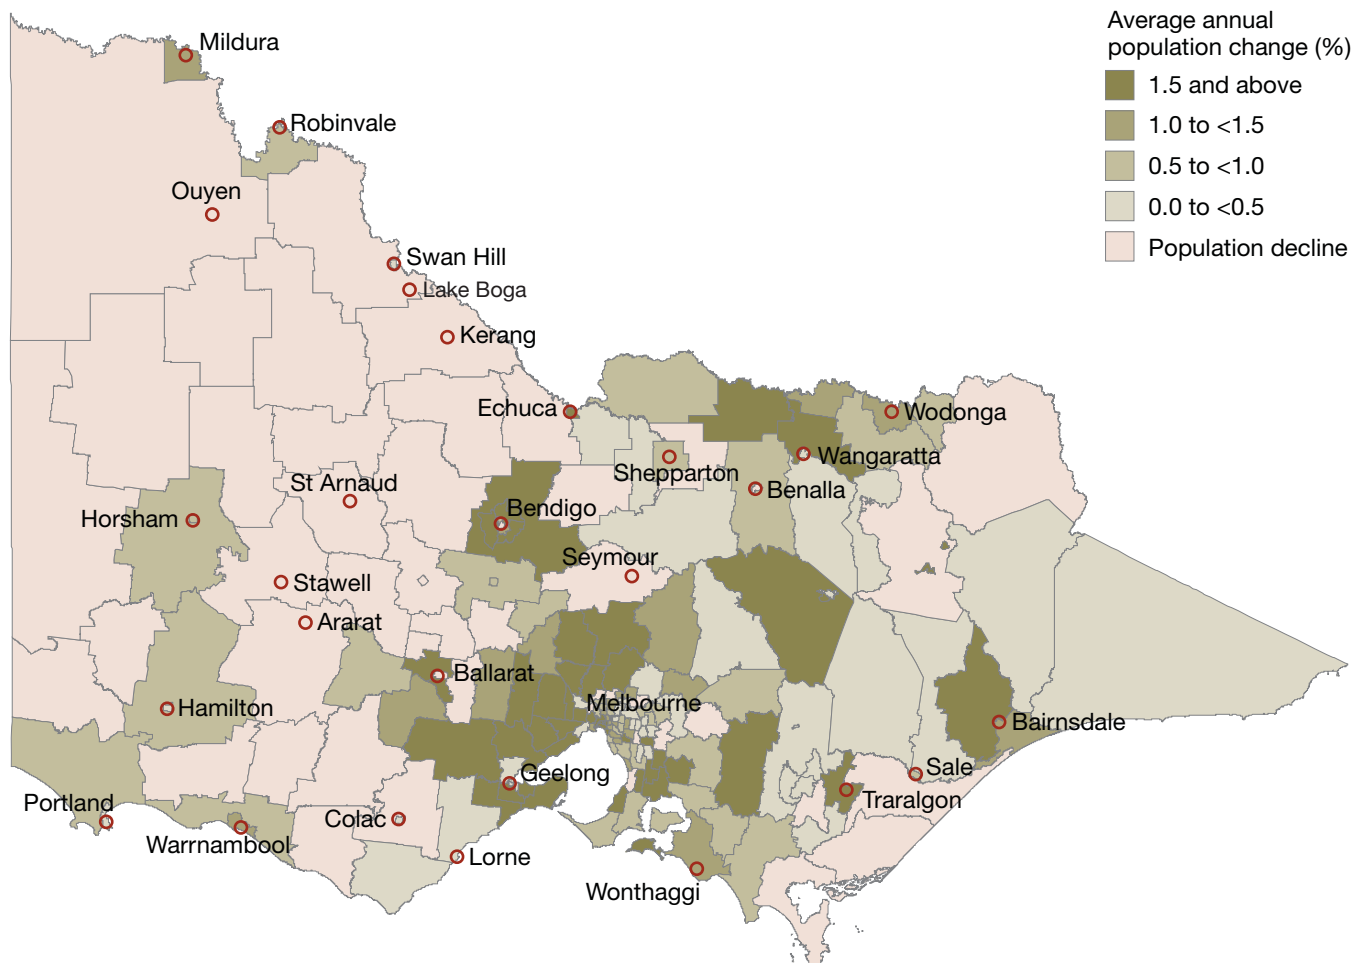 Average annual
population change (%)
1.5 and above
1.0 to <1.5
0.5 to <1.0
0.0 to <0.5
Population decline
Mildura
Robinvale
Ouyen
Swan Hill
Lake Boga
Kerang
Echuca
Wodonga
Wangaratta
Shepparton
Benalla
St Arnaud
Bendigo
Horsham
Seymour
Stawell
Ararat
Ballarat
Melbourne
Hamilton
Bairnsdale
Geelong
Sale
Portland
Colac
Traralgon
Warrnambool
Lorne
Wonthaggi